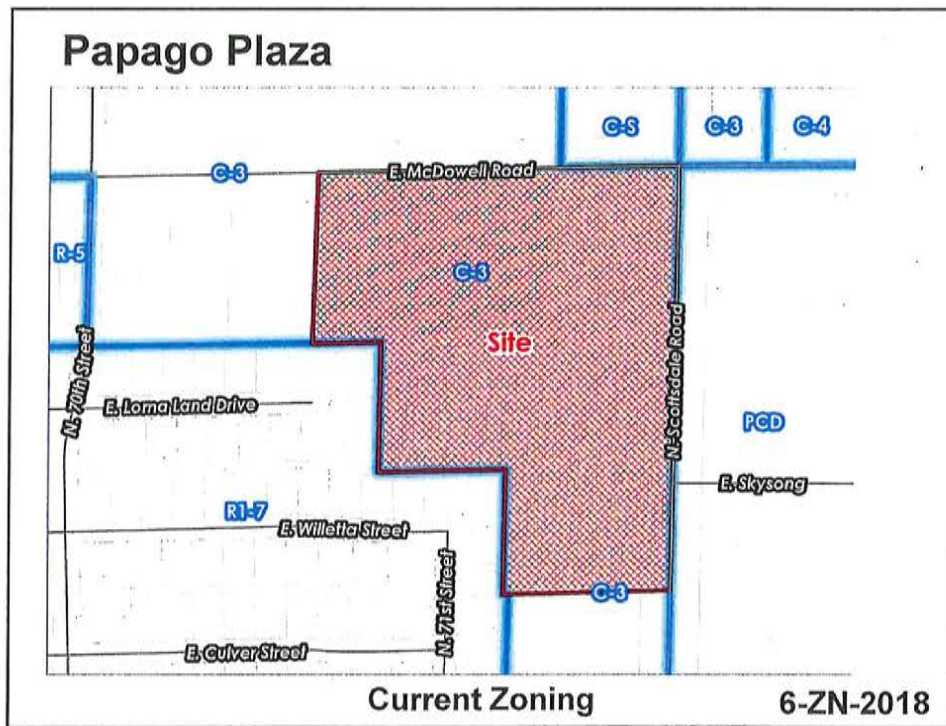 Papago Plaza
C-S
C-3
C-4
C-3
E. McDowell Road
R-5
C-3
Site
N. 70th Street
N. Scottsdale Road
E. Loma Land Drive
PCD
E. Skysong
R1-7
E. Willetta Street
N. 71st Street
C-3
E. Culver Street
Current Zoning
6-ZN-2018